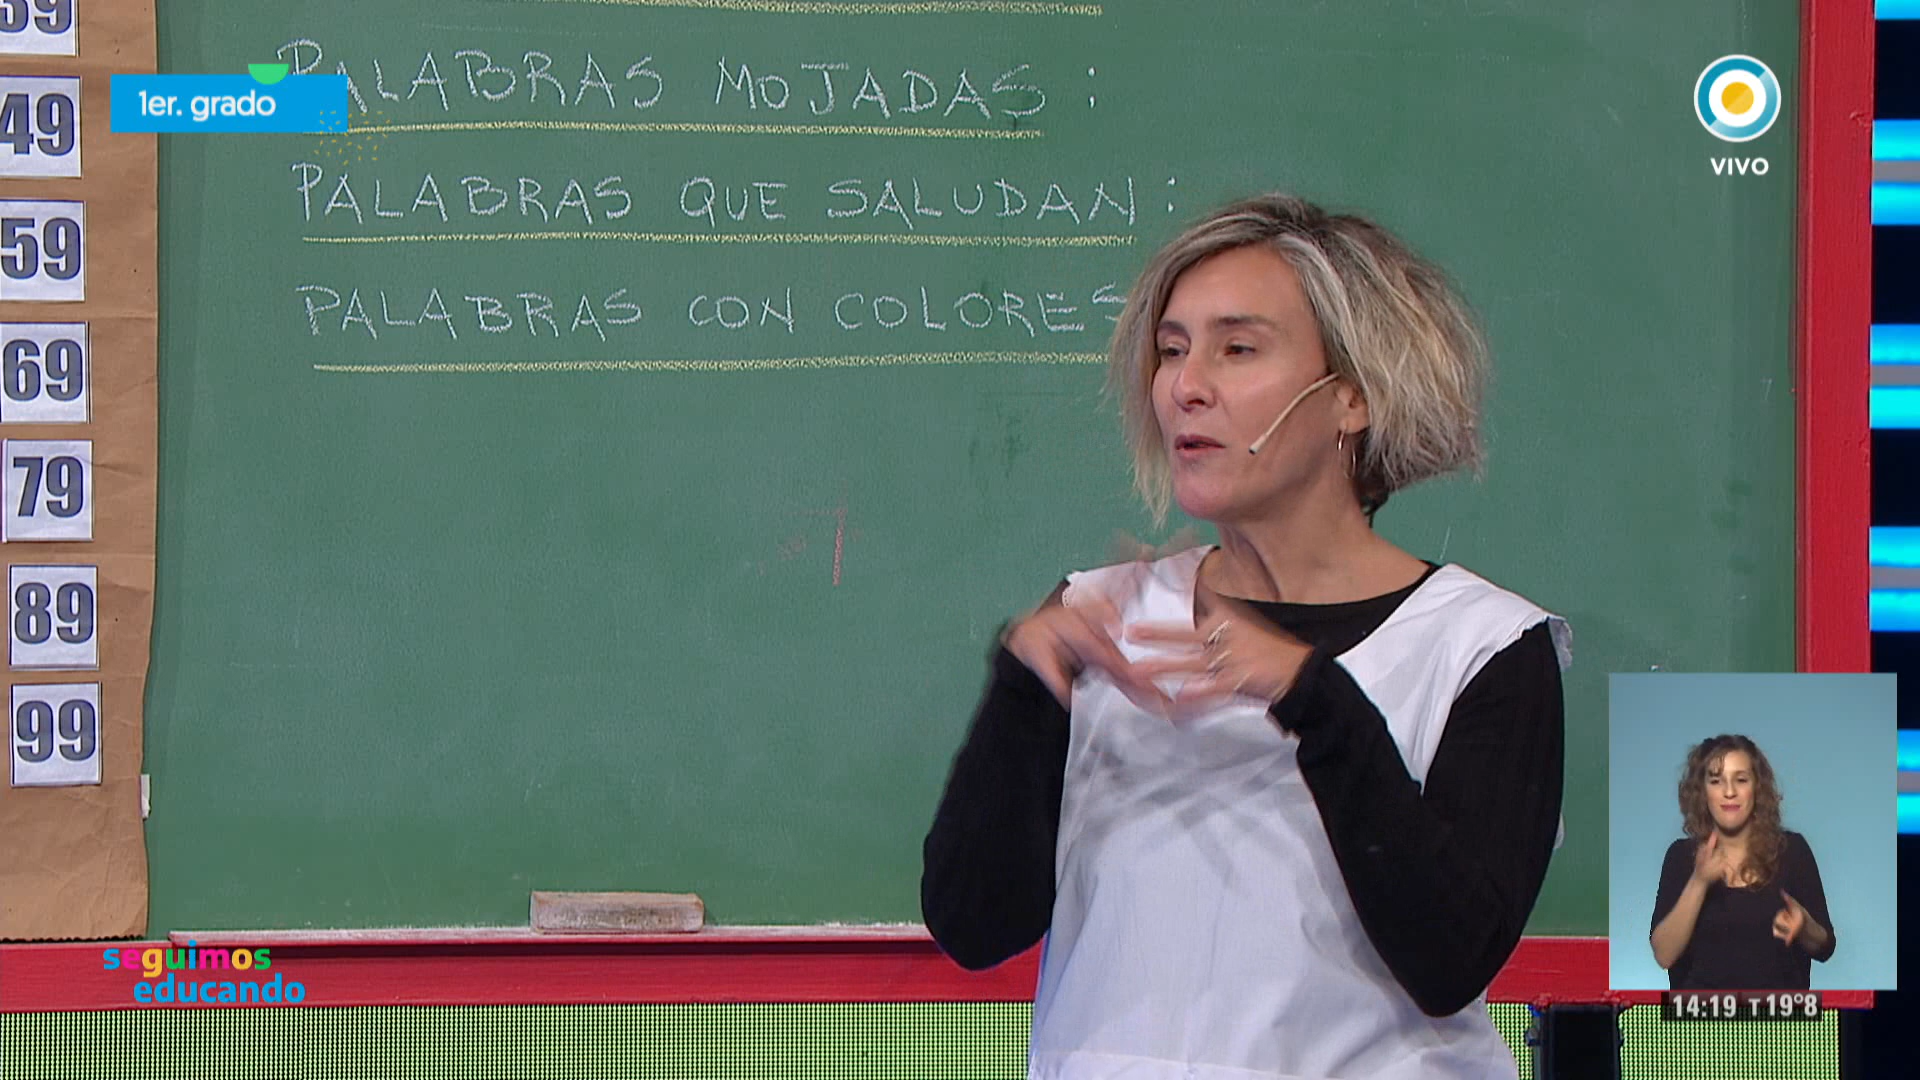 39
49
59
69
79
89
99
1er. grado
PALABRAS MOJADAS:
PALABRAS QUE SALUDAN:
PALABRAS CON COLORES
VIVO
seguimos
educando
14:19 T 19°8